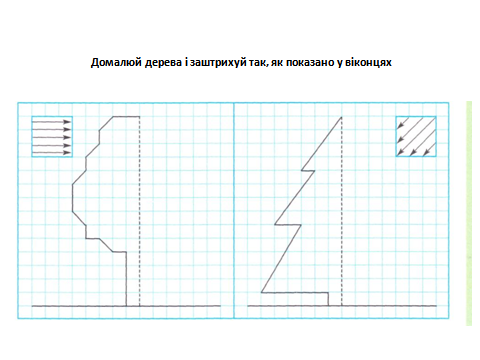 Домалюй дерева і заштрихуй так, як показано у віконцях